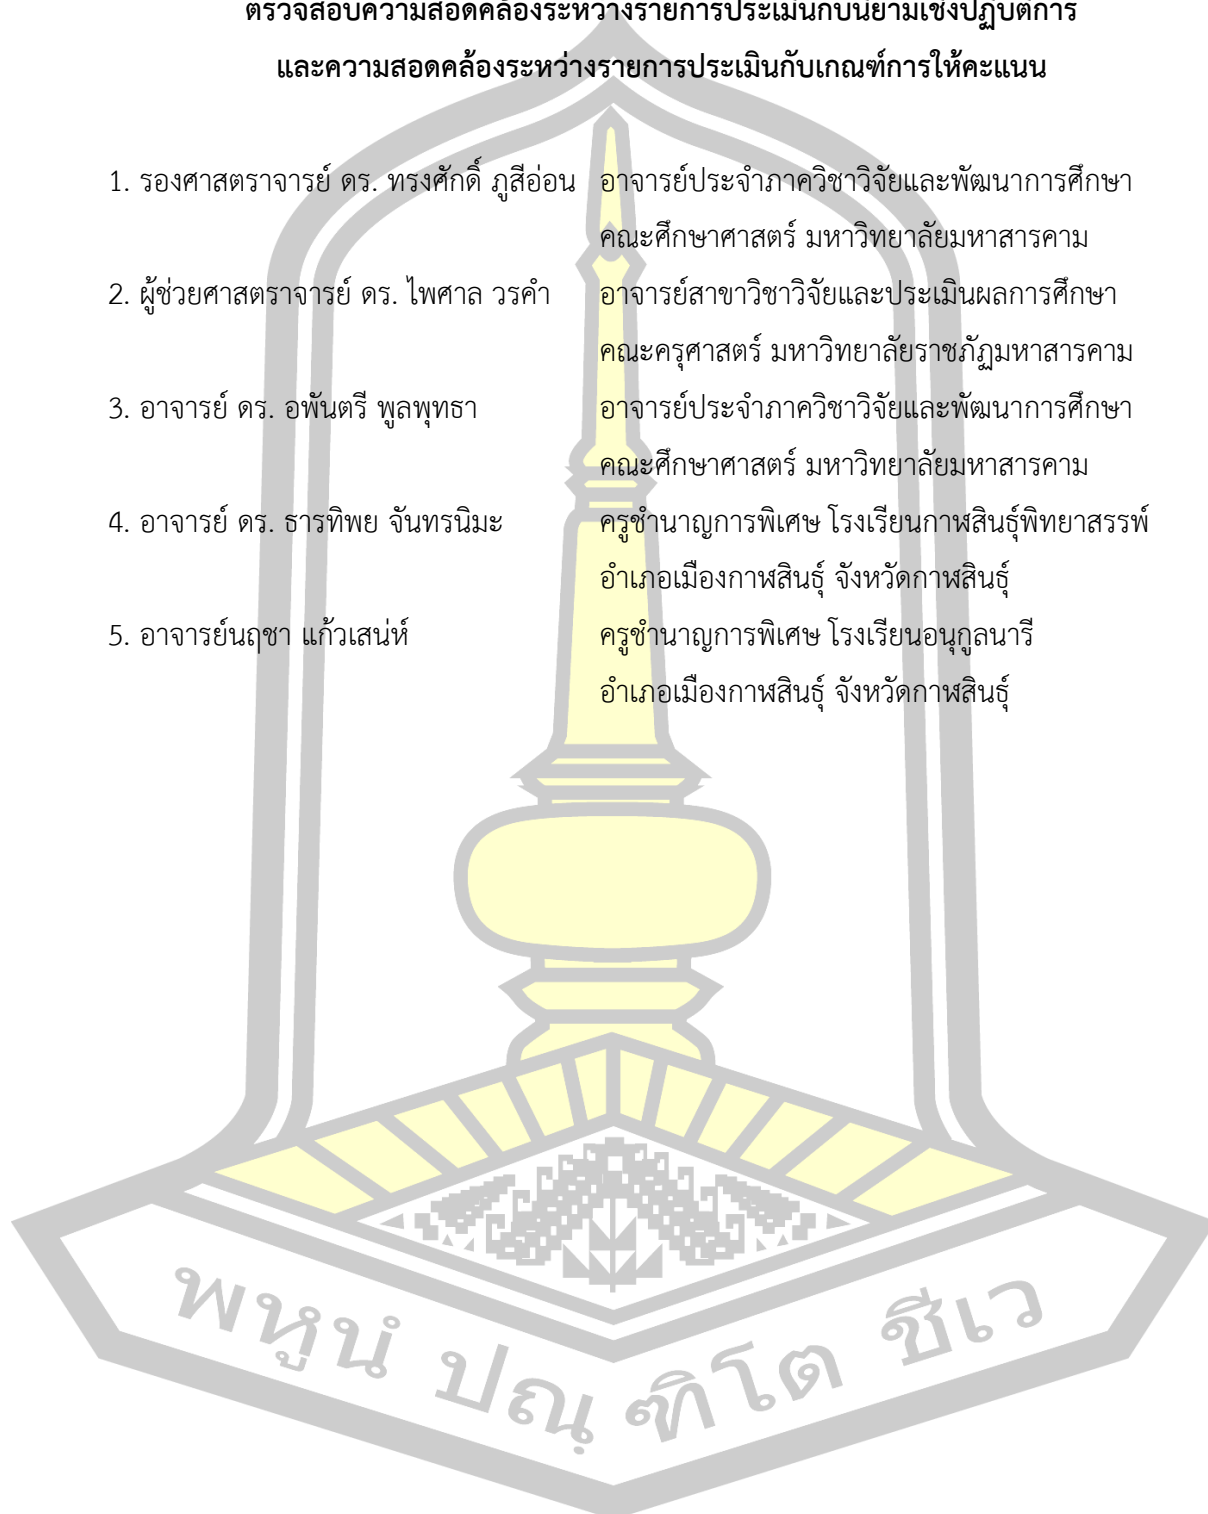 ตรวจสอบความสอดคล้องระหว่างรายการประเมินกับนิยามเชิงปฏิบัติการ
และความสอดคล้องระหว่างรายการประเมินกับเกณฑ์การให้คะแนน
1. รองศาสตราจารย์ ดร. ทรงศักดิ์ ภูสีอ่อน อาจารย์ประจำภาควิชาวิจัยและพัฒนาการศึกษา
คณะศึกษาศาสตร์ มหาวิทยาลัยมหาสารคาม
2. ผู้ช่วยศาสตราจารย์ ดร. ไพศาล วรคำ อาจารย์สาขาวิชาวิจัยและประเมินผลการศึกษา
คณะครุศาสตร์ มหาวิทยาลัยราชภัฏมหาสารคาม
3. อาจารย์ ดร. อพันตรี พูลพุทธา อาจารย์ประจำภาควิชาวิจัยและพัฒนาการศึกษา
คณะศึกษาศาสตร์ มหาวิทยาลัยมหาสารคาม
4. อาจารย์ ดร. ธารทิพย จันทรนิมะ ครูชำนาญการพิเศษ โรงเรียนกาฬสินธุ์พิทยาสรรพ์
อำเภอเมืองกาฬสินธุ์ จังหวัดกาฬสินธุ์
5. อาจารย์นฤชา แก้วเสน่ห์ ครูชำนาญการพิเศษ โรงเรียนอนุกูลนารี
อำเภอเมืองกาฬสินธุ์ จังหวัดกาฬสินธุ์
พหูนํ ปณฺฑิโต ชีเว